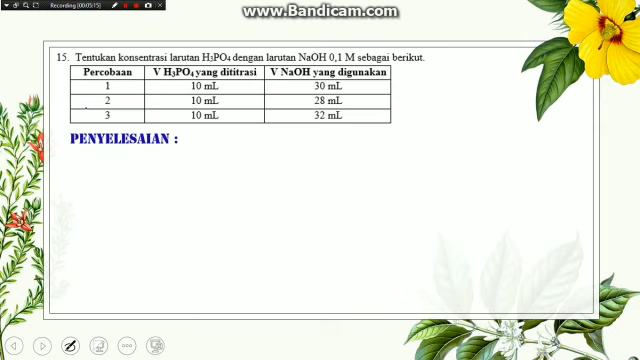 Recording [00:05:15]
www.Bandicam.com
15. Tentukan konsentrasi larutan H₃PO₄ dengan larutan NaOH 0,1 M sebagai berikut.
Percobaan V H₃PO₄ yang dititrasi V NaOH yang digunakan
1 10 mL 30 mL
2 10 mL 28 mL
3 10 mL 32 mL
PENYELESAIAN :